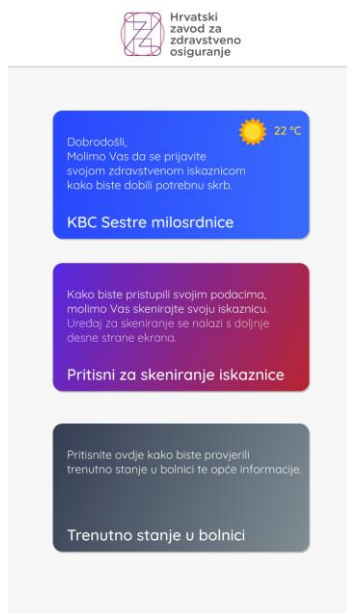 Hrvatski
zavod za
zdravstveno
osiguranje
22 °C
Dobrodošli,
Molimo Vas da se prijavite
svojom zdravstvenom iskaznicom
kako biste dobili potrebnu skrb.
KBC Sestre milosrdnice
Kako biste pristupili svojim podacima,
molimo Vas skenirajte svoju iskaznicu.
Uređaj za skeniranje se nalazi s doljnje
desne strane ekrana.
Pritisni za skeniranje iskaznice
Pritisnite ovdje kako biste provjerili
trenutno stanje u bolnici te opće informacije.
Trenutno stanje u bolnici